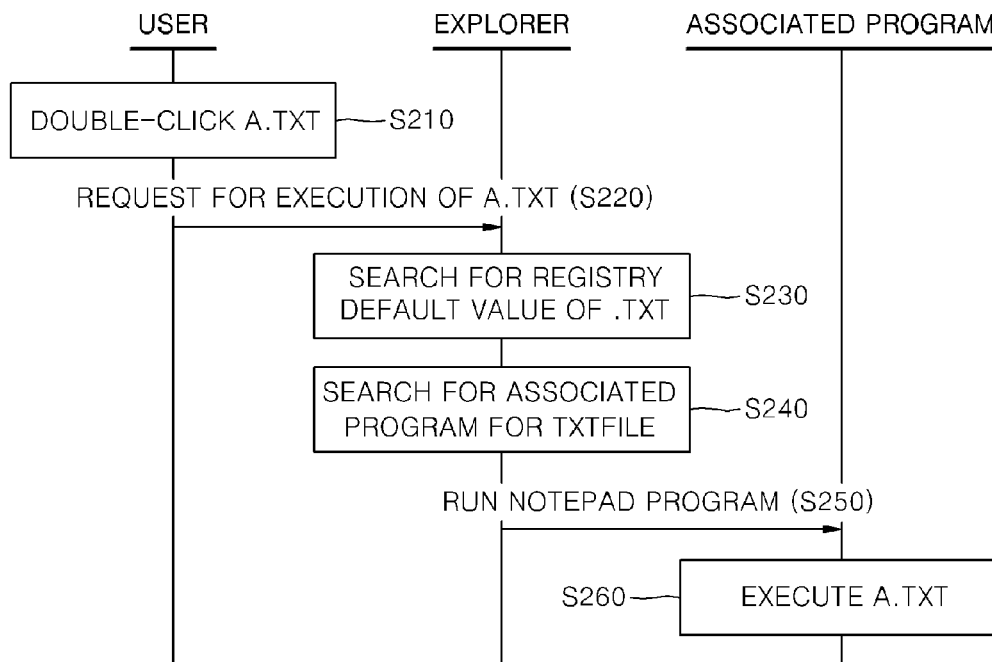 USER
EXPLORER
ASSOCIATED PROGRAM
DOUBLE-CLICK A.TXT
S210
REQUEST FOR EXECUTION OF A.TXT (S220)
SEARCH FOR REGISTRY
DEFAULT VALUE OF .TXT
S230
SEARCH FOR ASSOCIATED
PROGRAM FOR TXTFILE
S240
RUN NOTEPAD PROGRAM (S250)
S260
EXECUTE A.TXT